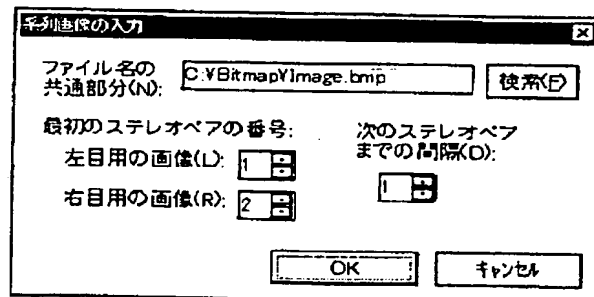 系列画像の入力
ファイル名の
共通部分(N):
C:¥Bitmap¥Image.bmp
検索(F)
最初のステレオペアの番号:
左目用の画像(L):
1
右目用の画像(R):
2
次のステレオペア
までの間隔(D):
1
OK
キャンセル